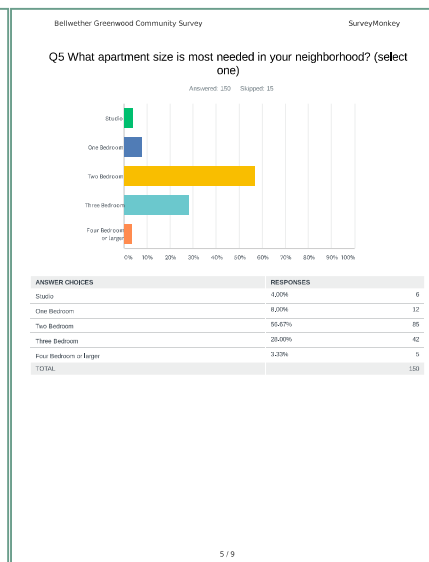 Bellwether Greenwood Community Survey SurveyMonkey
Q5 What apartment size is most needed in your neighborhood? (select
one)
Answered: 150 Skipped: 15
Studio
One Bedroom
Two Bedroom
Three Bedroom
Four Bedroom
or larger
0% 10% 20% 30% 40% 50% 60% 70% 80% 90% 100%
ANSWER CHOICES RESPONSES
Studio 4.00% 6
One Bedroom 8.00% 12
Two Bedroom 56.67% 85
Three Bedroom 28.00% 42
Four Bedroom or larger 3.33% 5
TOTAL 150
5 / 9